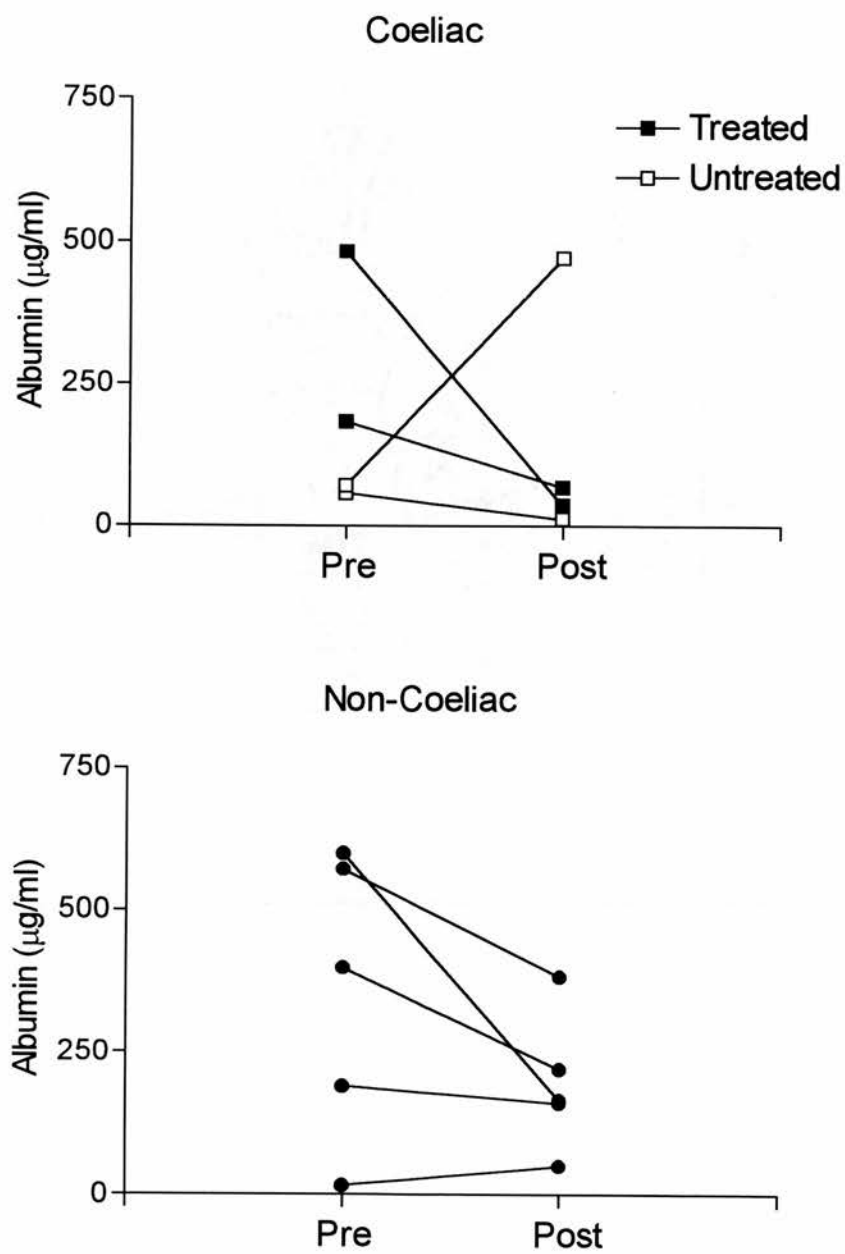 Coeliac
750
500
250
0
Albumin (µg/ml)
Treated
Untreated
Pre Post
Non-Coeliac
750
500
250
0
Albumin (µg/ml)
Pre Post